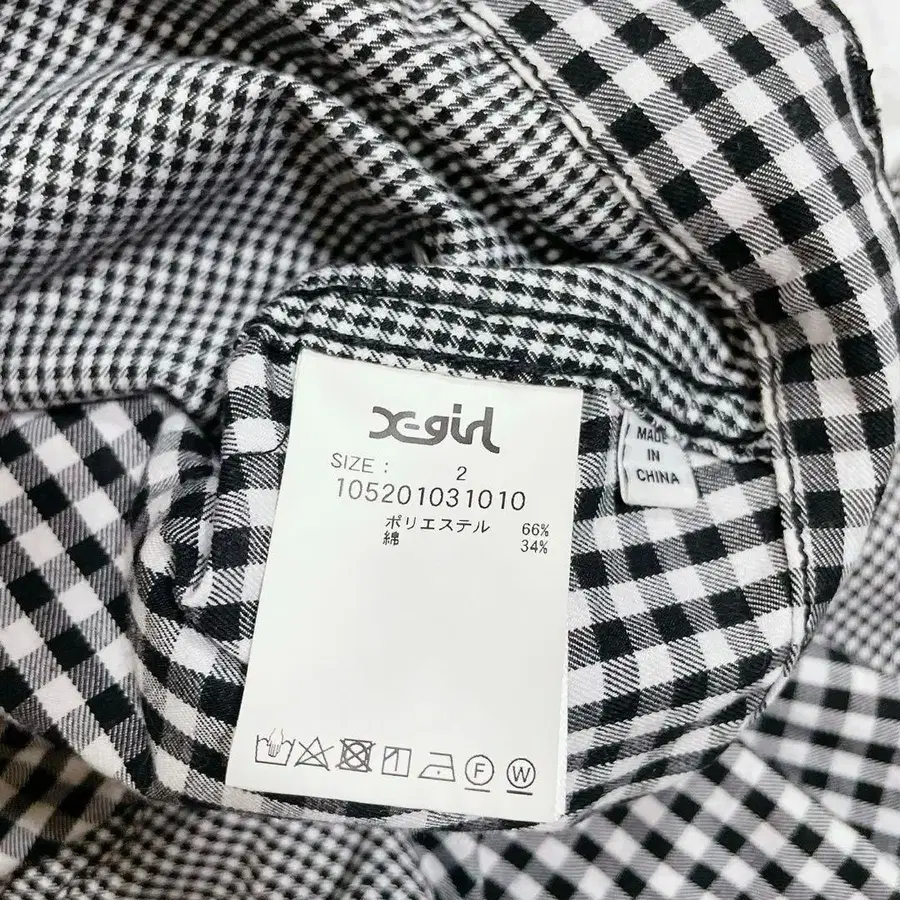 X-girl
SIZE : 2
105201031010
ポリエステル 66%
綿 34%
MADE
IN
CHINA
F W